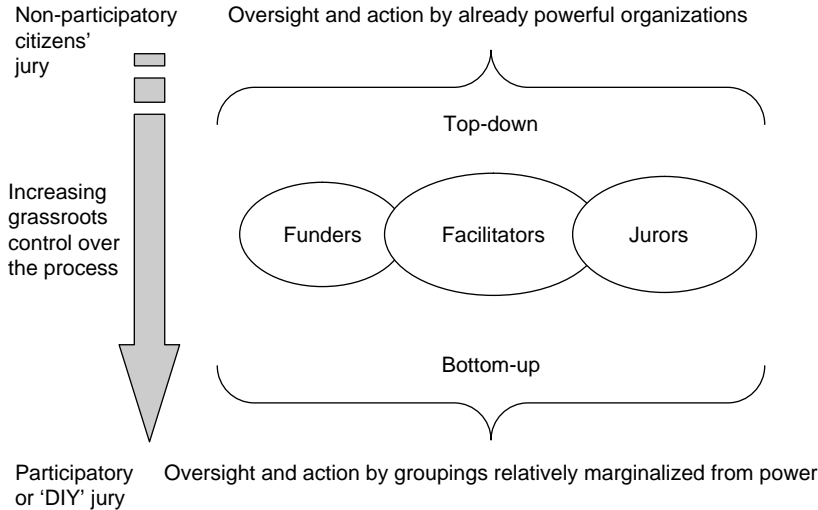 Non-participatory
citizens’
jury
Oversight and action by already powerful organizations
Top-down
Increasing
grassroots
control over
the process
Funders
Facilitators
Jurors
Bottom-up
Participatory
or ‘DIY’ jury
Oversight and action by groupings relatively marginalized from power